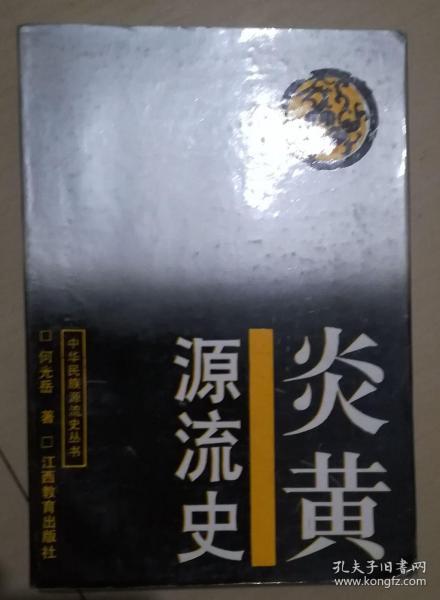 炎黄
源流史
中华民族源流史丛书
□何光岳 著□江西教育出版社
孔夫子旧书网
www.kongfz.com